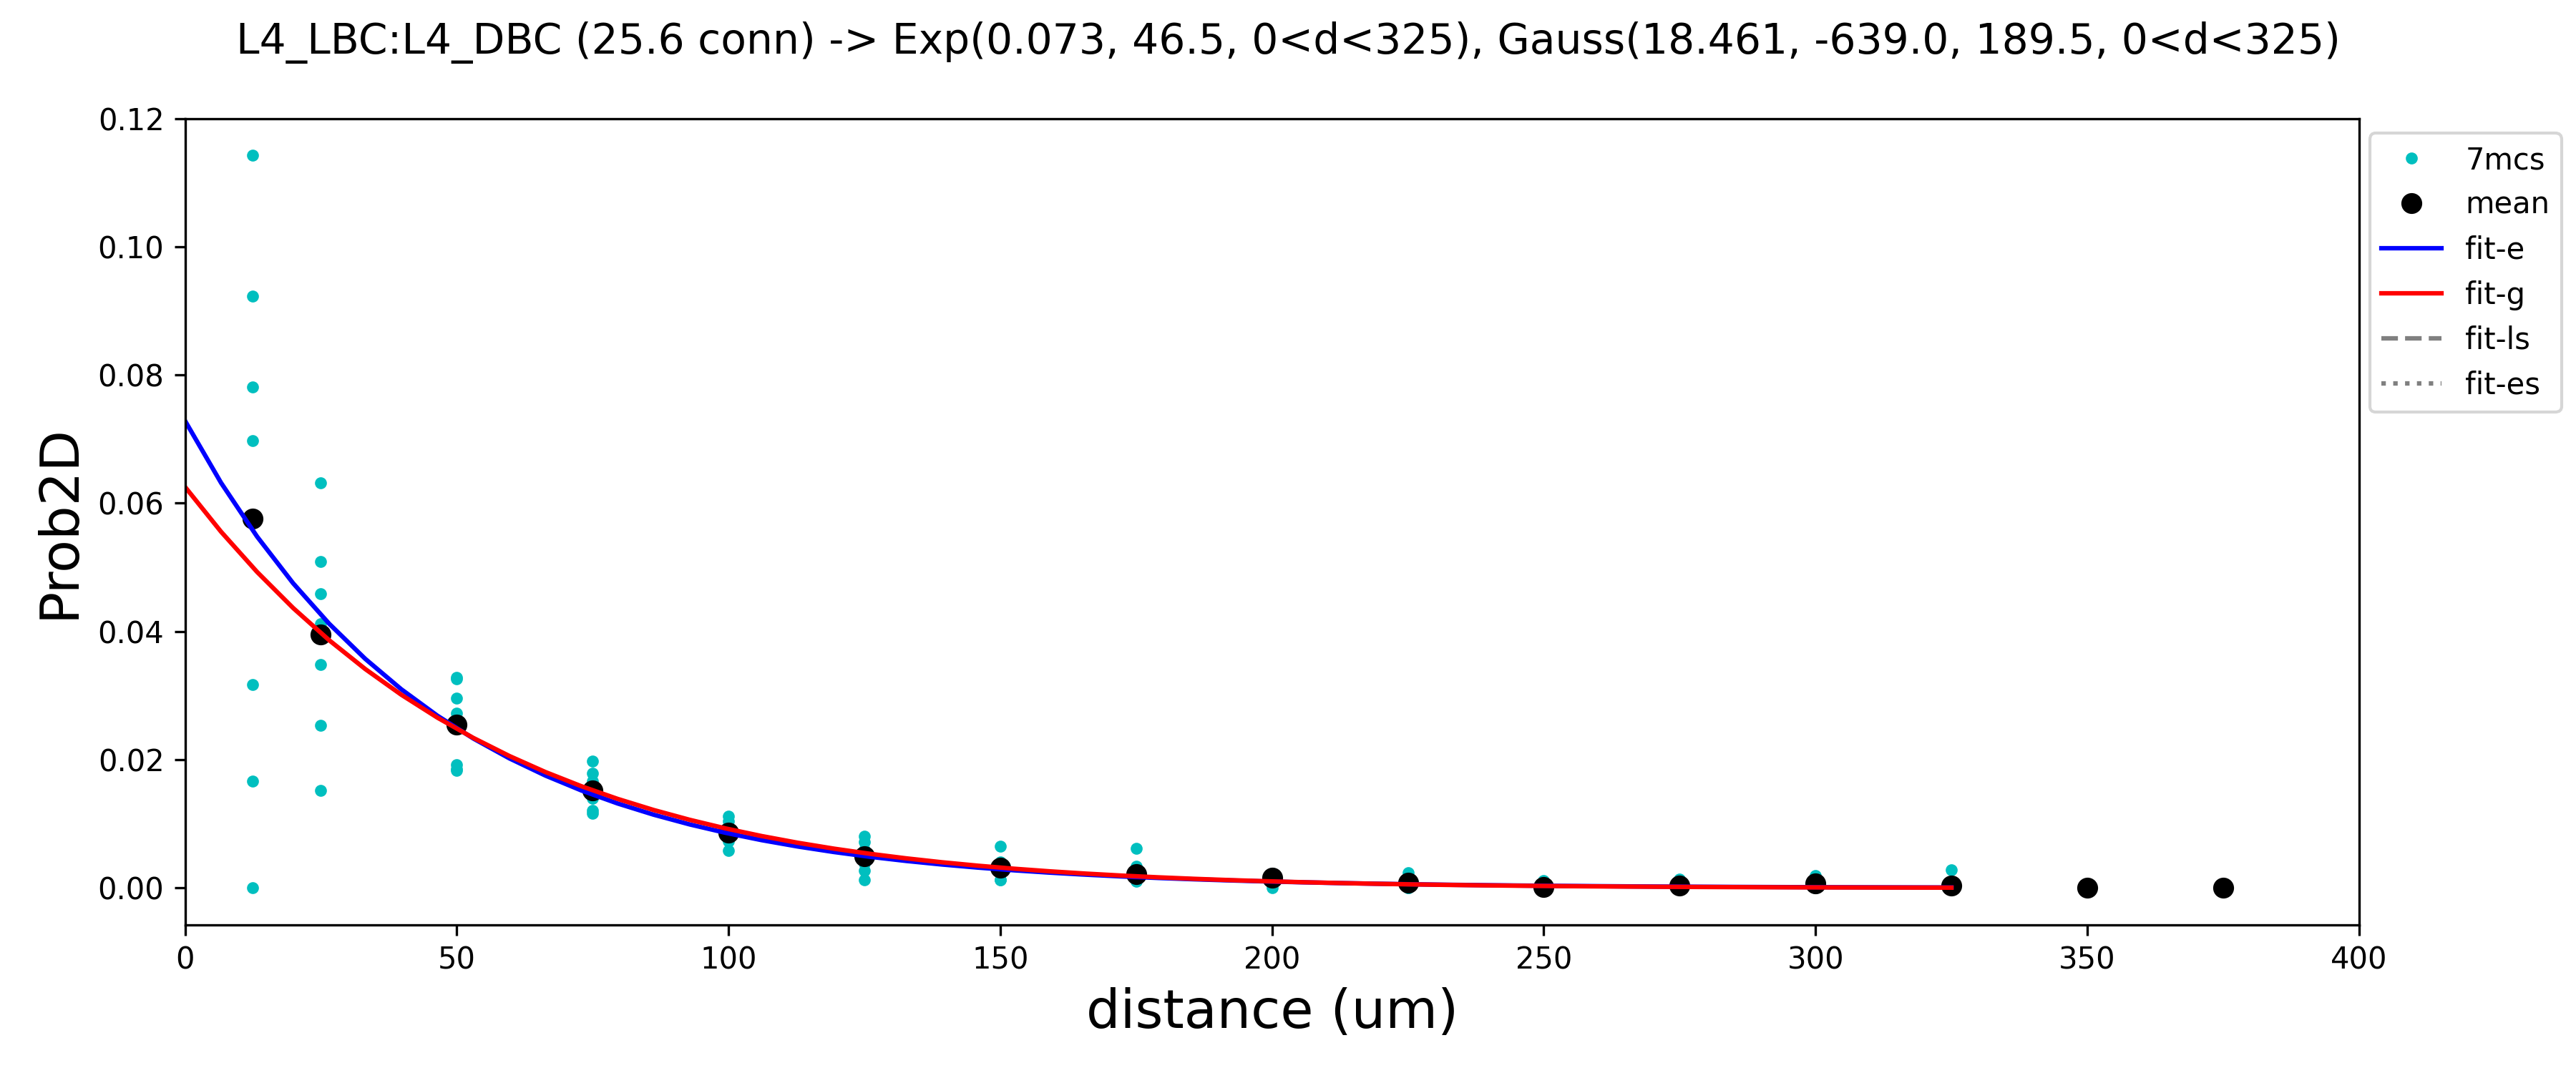 L4_LBC:L4_DBC (25.6 conn) -> Exp(0.073, 46.5, 0<d<325), Gauss(18.461, -639.0, 189.5, 0<d<325)
0.12
0.10
0.08
0.06
0.04
0.02
0.00
Prob2D
0 50 100 150 200 250 300 350 400
distance (um)
7mcs
mean
fit-e
fit-g
fit-ls
fit-es